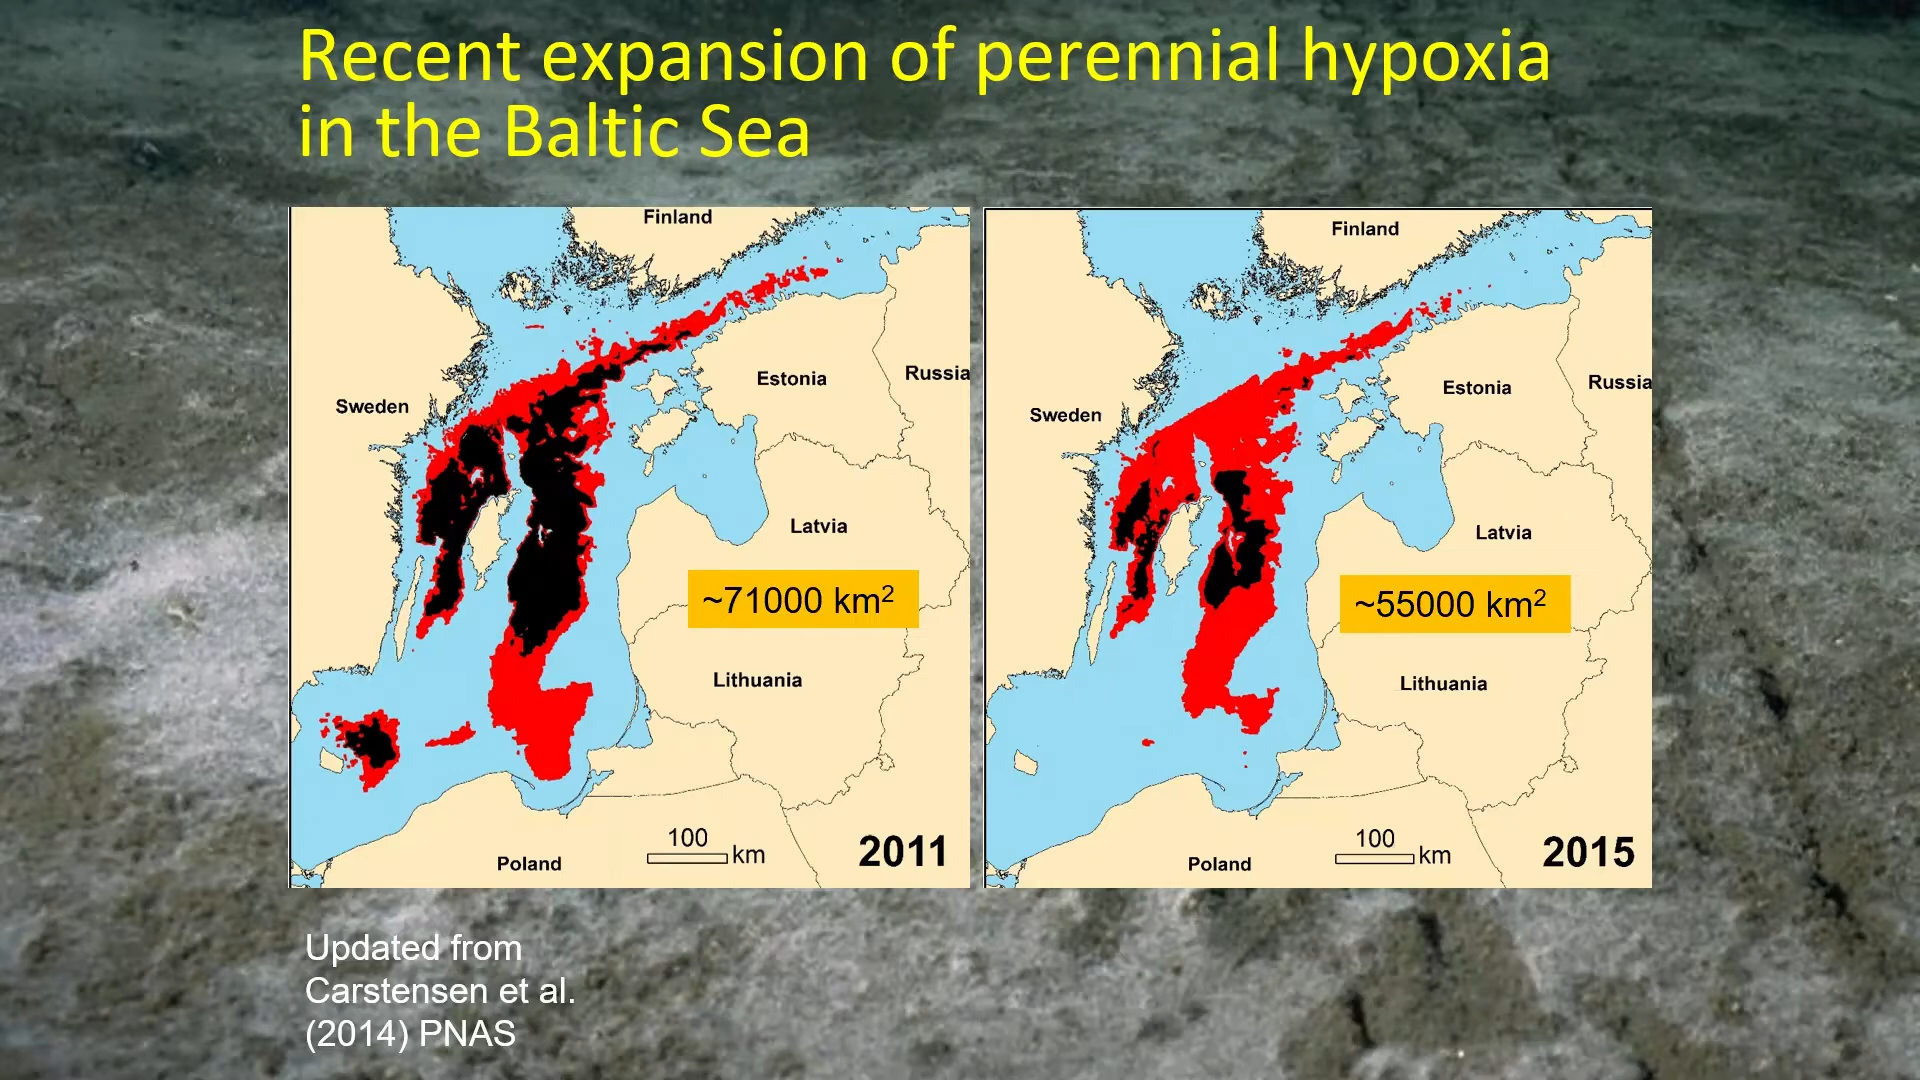 Recent expansion of perennial hypoxia
in the Baltic Sea
Finland
Sweden
Estonia
Russia
Latvia
~71000 km²
Lithuania
100
km
Poland
2011
Finland
Sweden
Estonia
Russia
Latvia
~55000 km²
Lithuania
100
km
Poland
2015
Updated from
Carstensen et al.
(2014) PNAS